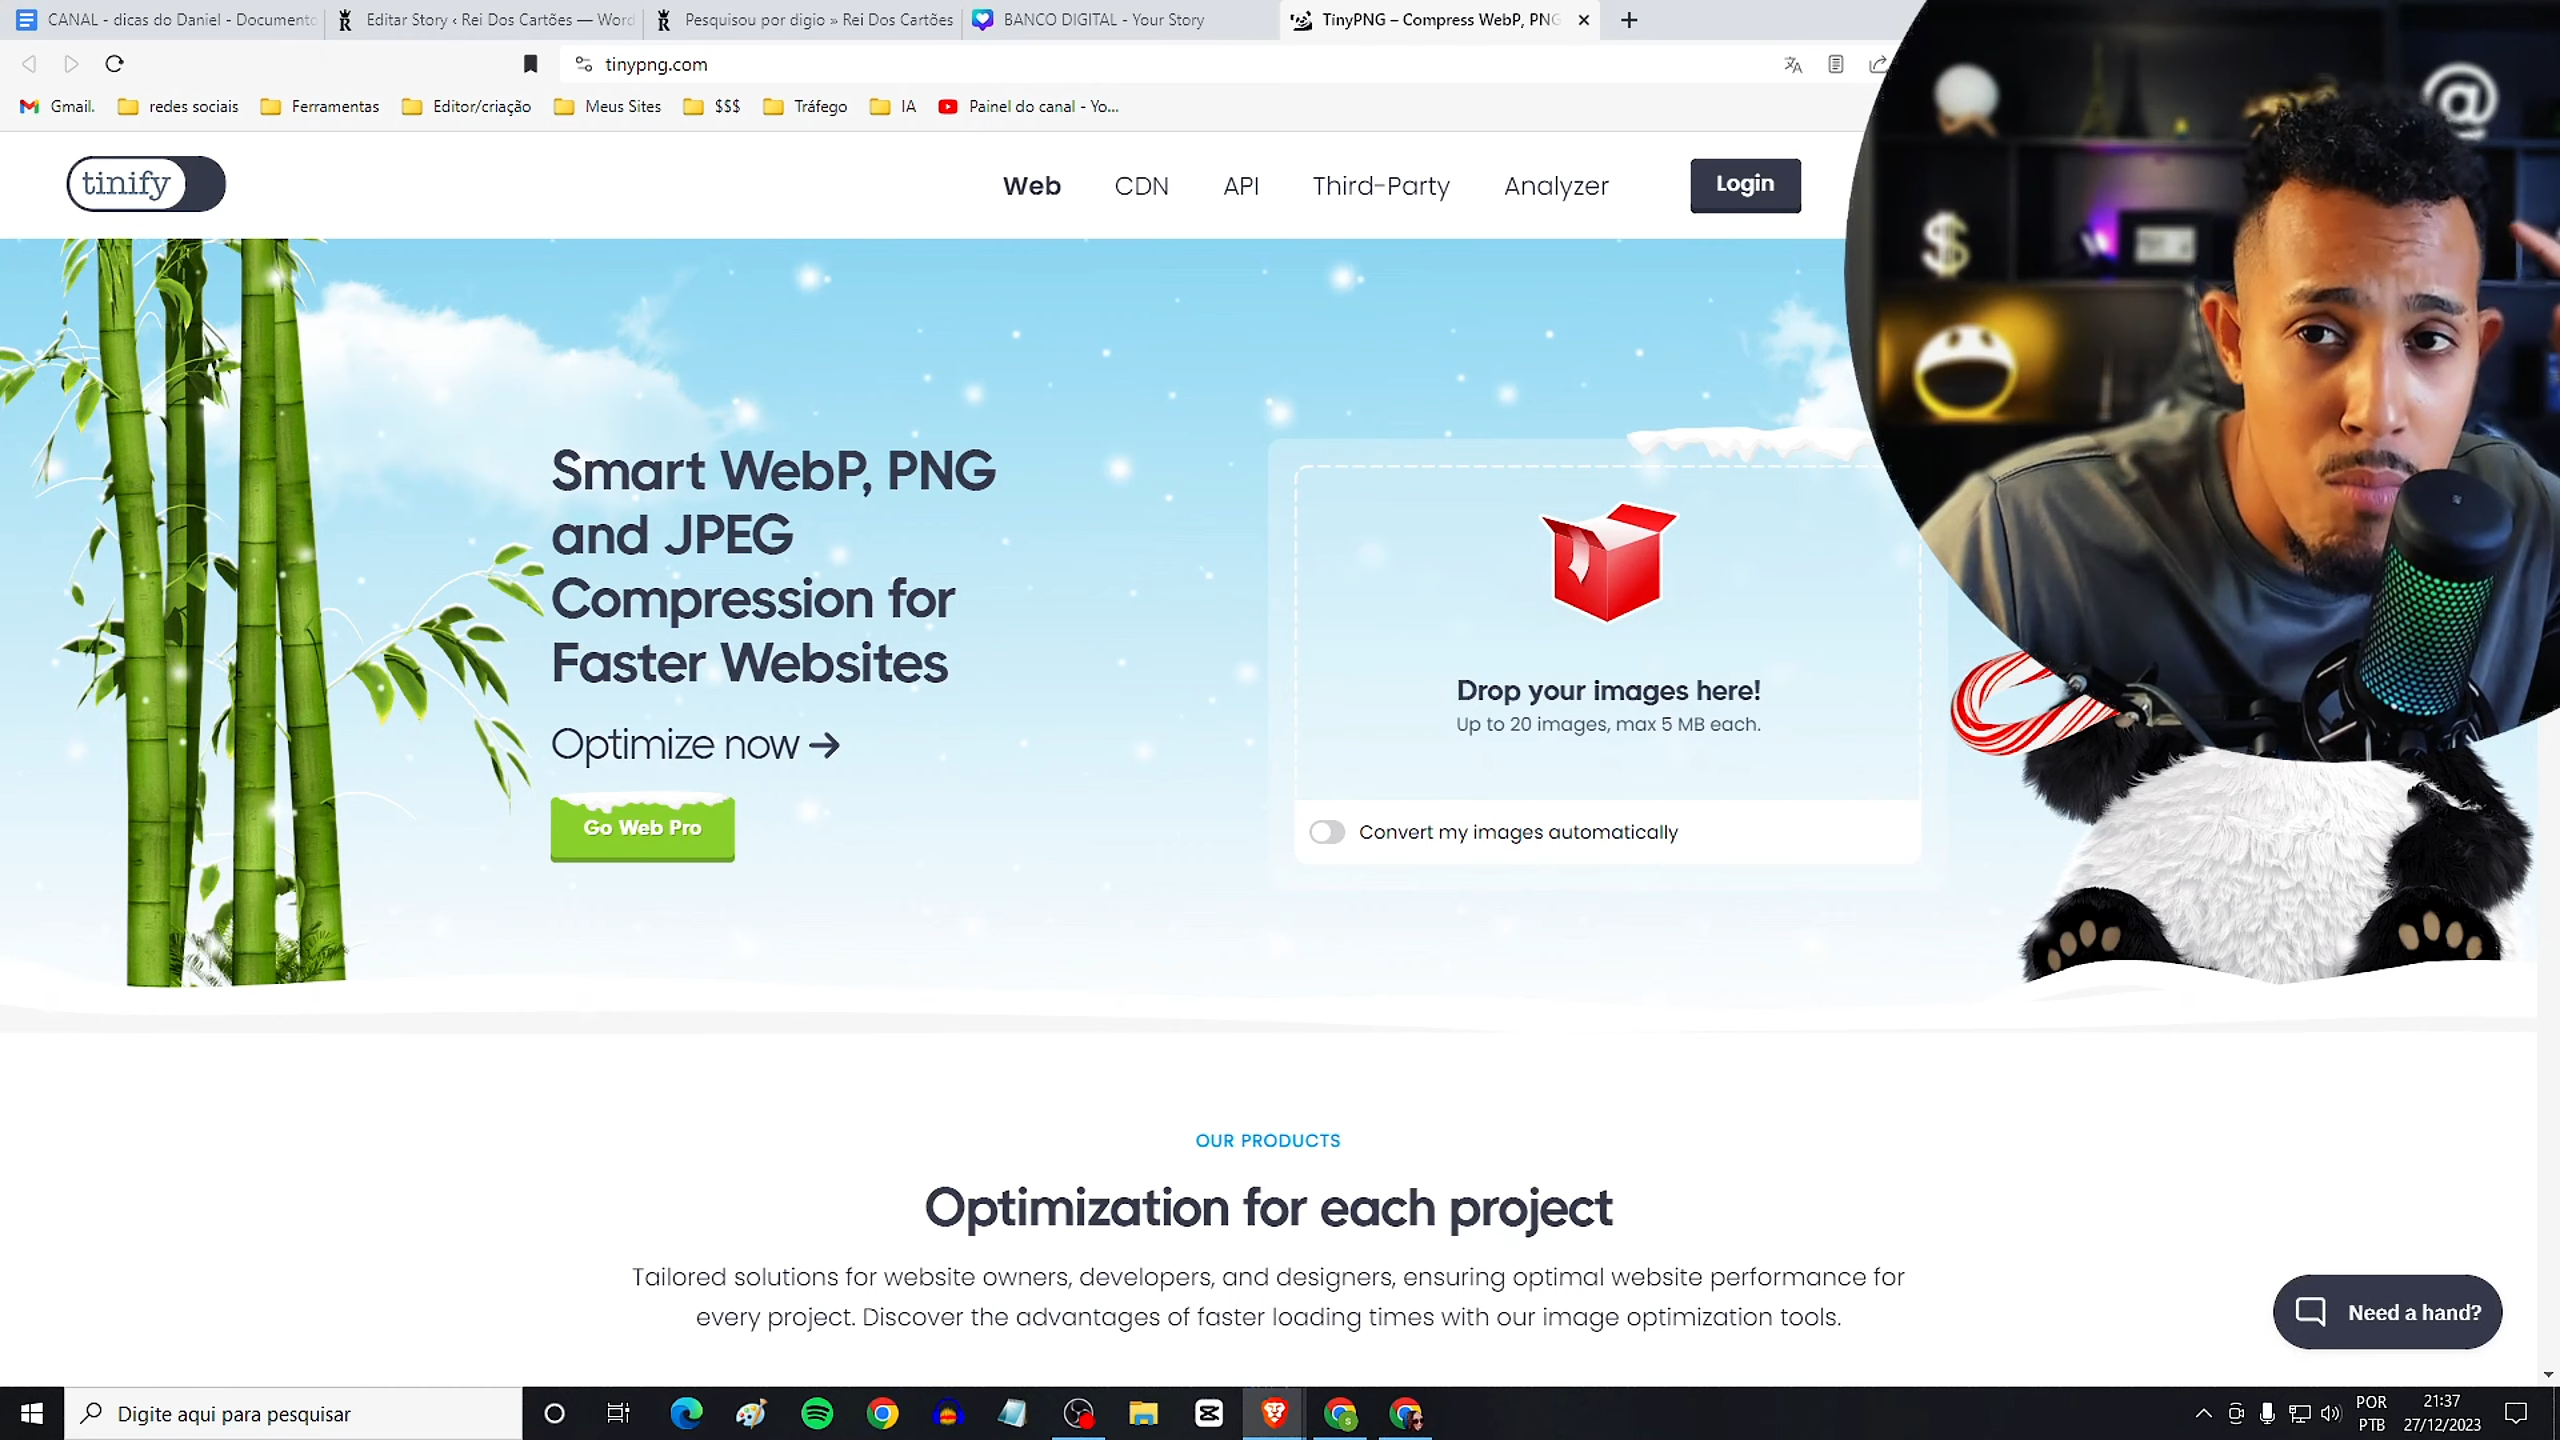 CANAL - dicas do Daniel - Documento
Editar Story ‹ Rei Dos Cartões — Word
Pesquisou por digio » Rei Dos Cartões
BANCO DIGITAL - Your Story
TinyPNG – Compress WebP, PNG
tinypng.com
Gmail.
redes sociais
Ferramentas
Editor/criação
Meus Sites
$$$
Tráfego
IA
Painel do canal - Yo...
tinify
Web
CDN
API
Third-Party
Analyzer
Login
@
$
Smart WebP, PNG
and JPEG
Compression for
Faster Websites
Optimize now →
Go Web Pro
Drop your images here!
Up to 20 images, max 5 MB each.
Convert my images automatically
OUR PRODUCTS
Optimization for each project
Tailored solutions for website owners, developers, and designers, ensuring optimal website performance for
every project. Discover the advantages of faster loading times with our image optimization tools.
Need a hand?
Digite aqui para pesquisar
POR
PTB
21:37
27/12/2023